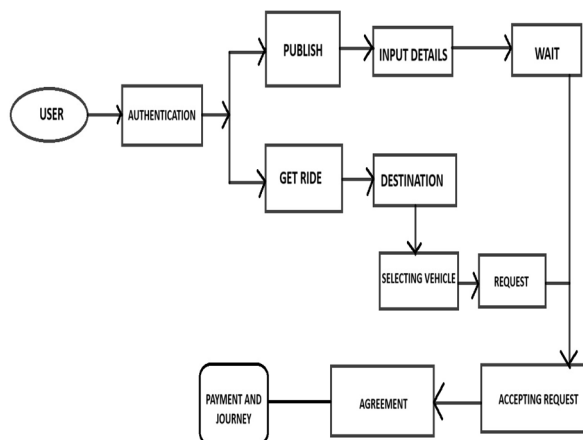 PUBLISH
INPUT DETAILS
WAIT
USER
AUTHENTICATION
GET RIDE
DESTINATION
SELECTING VEHICLE
REQUEST
PAYMENT AND
JOURNEY
AGREEMENT
ACCEPTING REQUEST